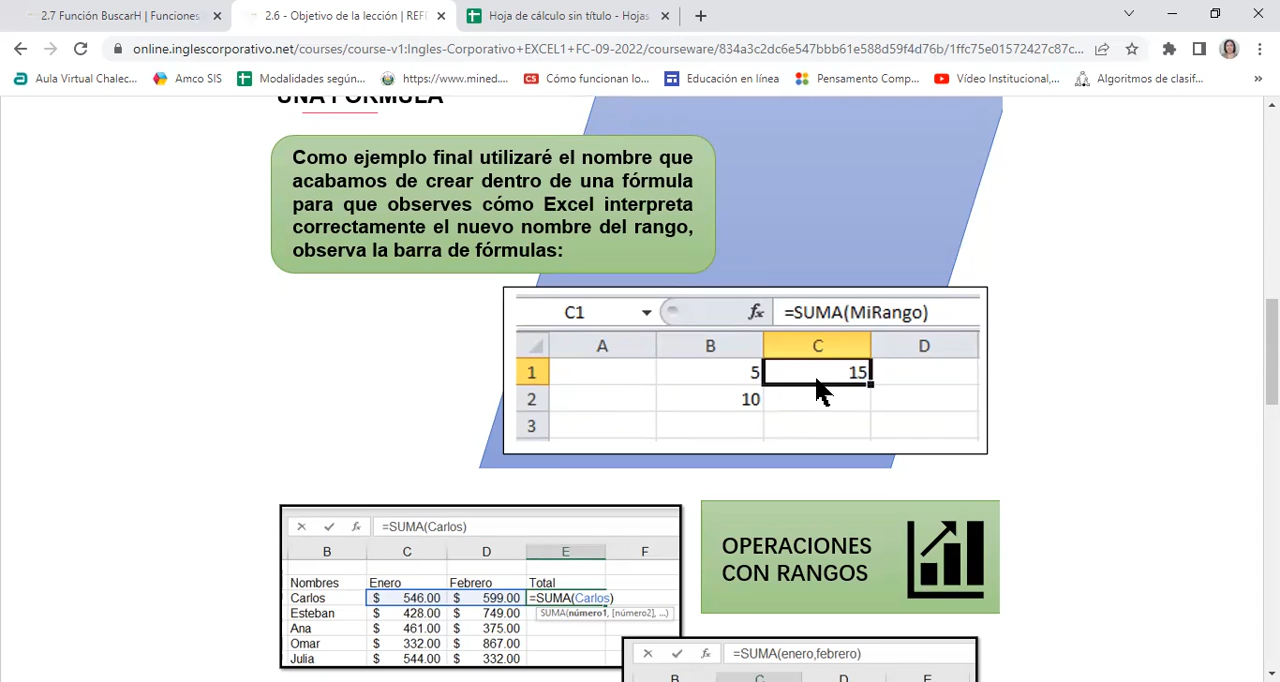 2.7 Función BuscarH | Funciones
2.6 - Objetivo de la lección | REFE
Hoja de cálculo sin título - Hojas
online.inglescorporativo.net/courses/course-v1:Ingles-Corporativo+EXCEL1+FC-09-2022/courseware/834a3c2dc6e547bbb61e588d59f4d76b/1ffc75e01572427c87c...
Aula Virtual Chalec...
Amco SIS
Modalidades según...
https://www.mined...
CS
Cómo funcionan lo...
Educación en línea
Pensamento Comp...
Vídeo Institucional,...
Algoritmos de clasif...
»
UNA FÓRMULA
Como ejemplo final utilizaré el nombre que
acabamos de crear dentro de una fórmula
para que observes cómo Excel interpreta
correctamente el nuevo nombre del rango,
observa la barra de fórmulas:
C1 fx =SUMA(MiRango)
A B C D
1 5 15
2 10
3
fx =SUMA(Carlos)
B C D E F
Nombres Enero Febrero Total
Carlos $ 546.00 $ 599.00 =SUMA(Carlos)
Esteban $ 428.00 $ 749.00 SUMA(número1, [número2], ...)
Ana $ 461.00 $ 375.00
Omar $ 332.00 $ 867.00
Julia $ 544.00 $ 332.00
OPERACIONES
CON RANGOS
fx =SUMA(enero,febrero)
B C D E